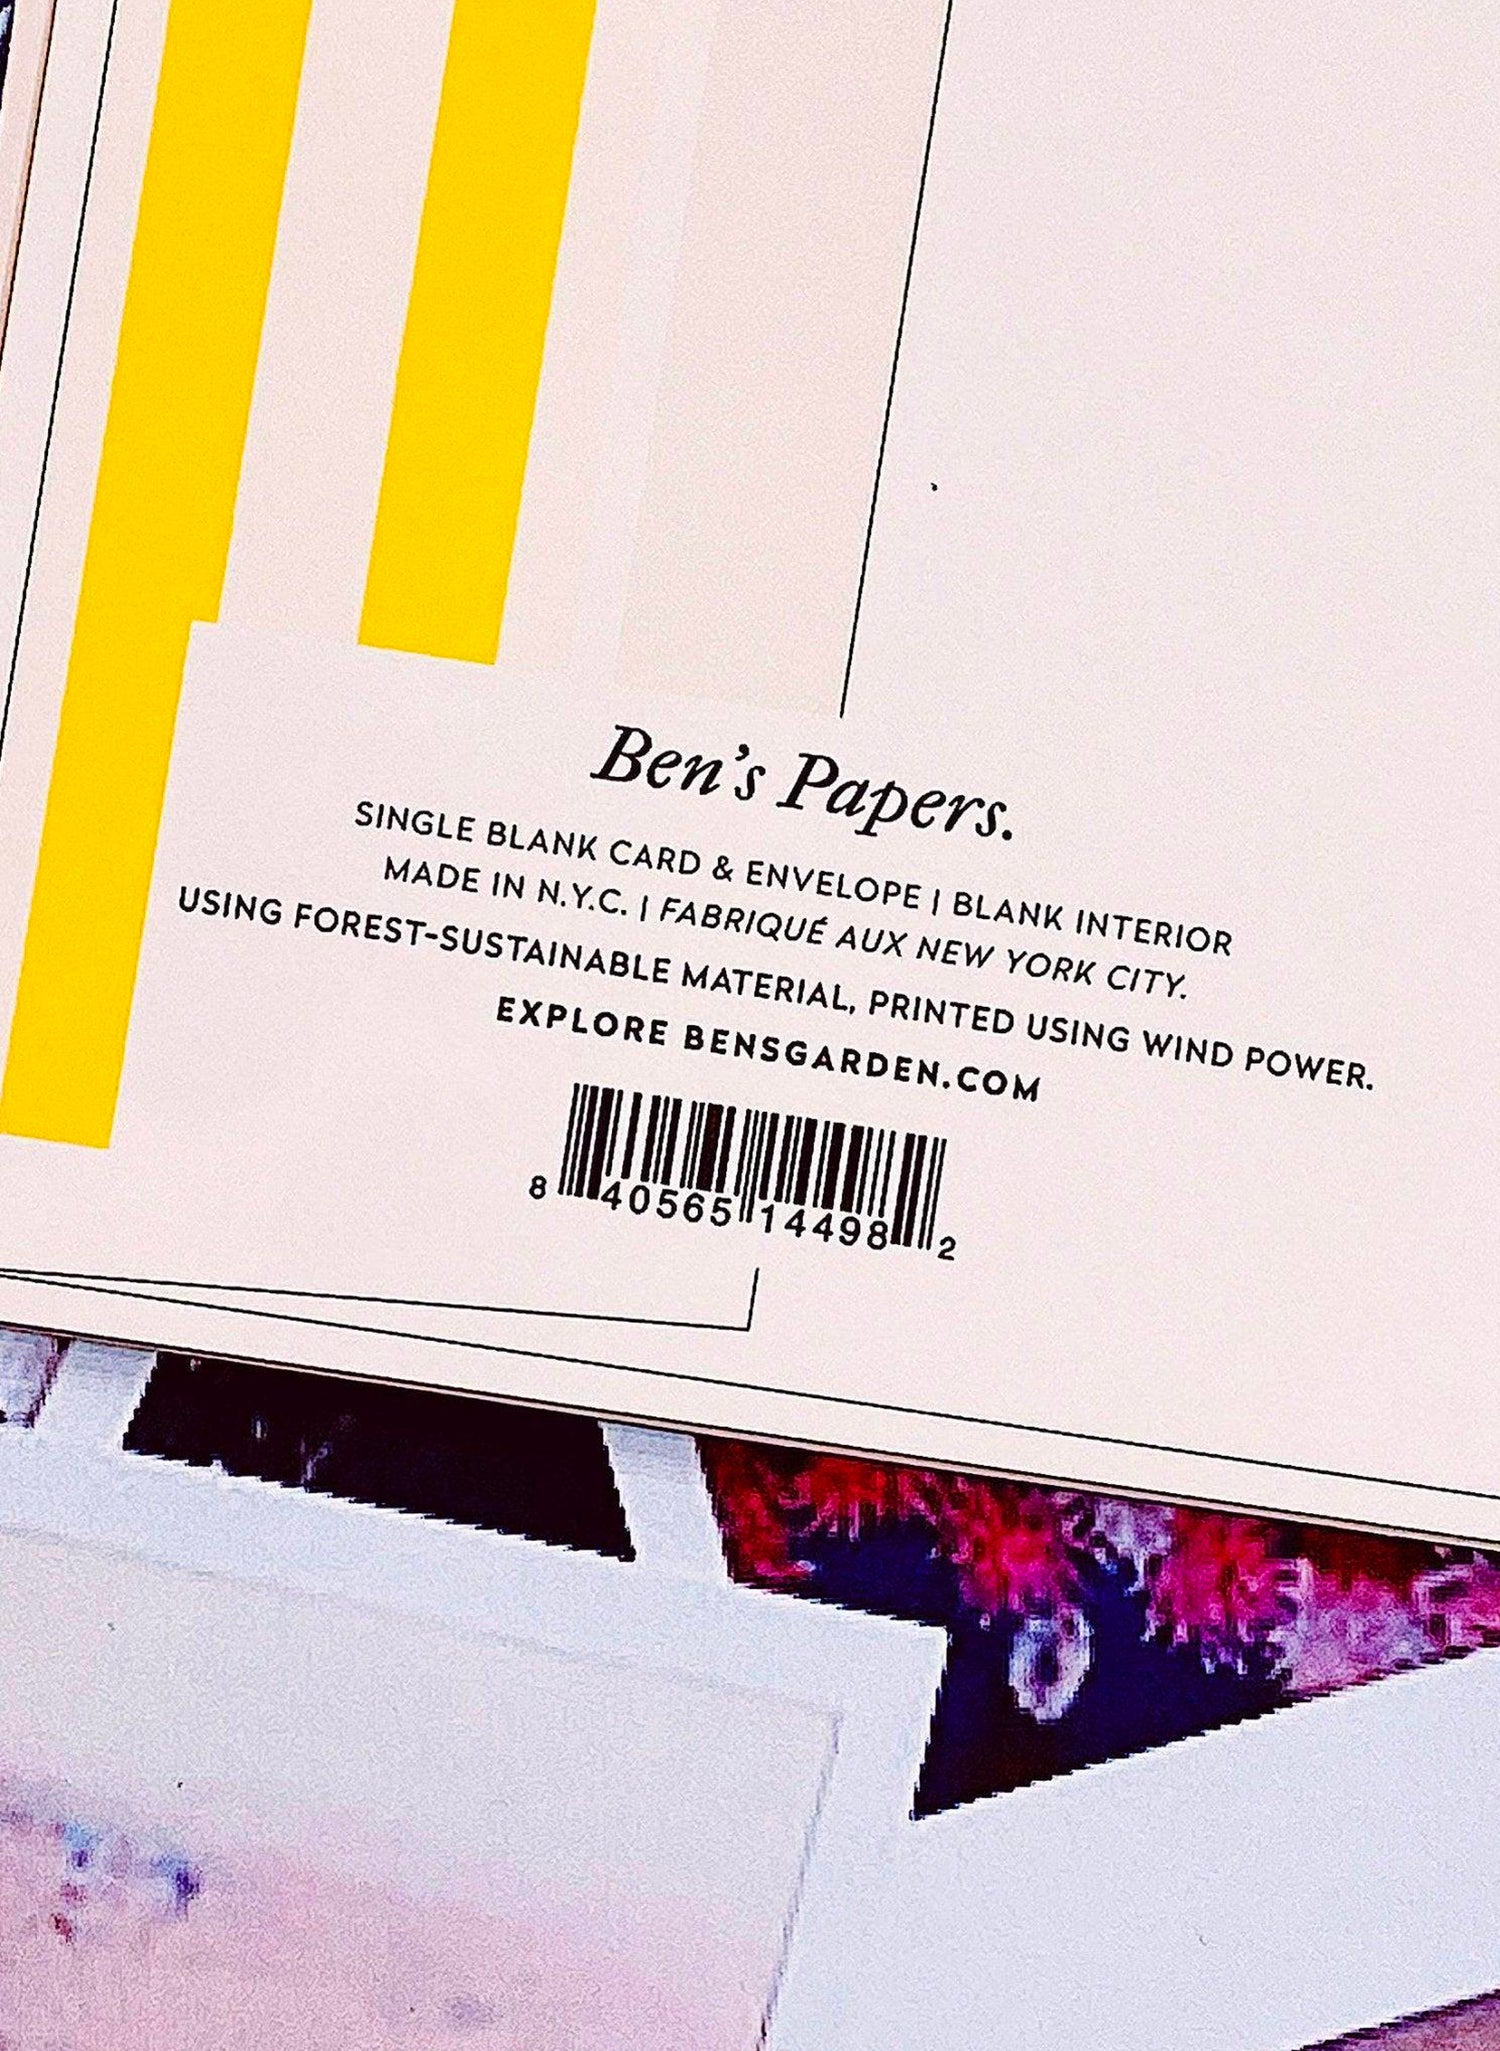 Ben's Papers.
SINGLE BLANK CARD & ENVELOPE | BLANK INTERIOR
MADE IN N.Y.C. | FABRIQUÉ AUX NEW YORK CITY.
USING FOREST-SUSTAINABLE MATERIAL, PRINTED USING WIND POWER.
EXPLORE BENSGARDEN.COM
8 40565 14498 2